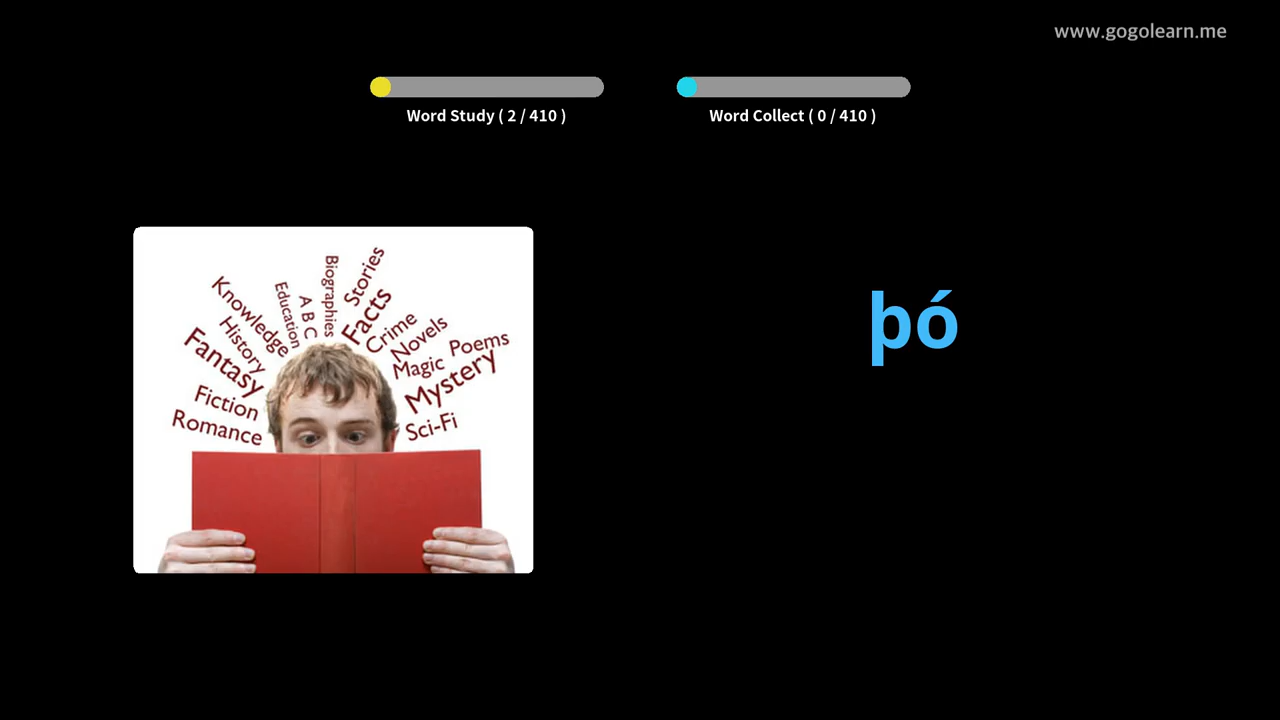 www.gogolearn.me
Word Study ( 2 / 410 )
Word Collect ( 0 / 410 )
Biographies
Stories
Education
A B C
Facts
Knowledge
Crime
History
Novels
Fantasy
Magic
Poems
Mystery
Fiction
Romance
Sci-Fi
þó